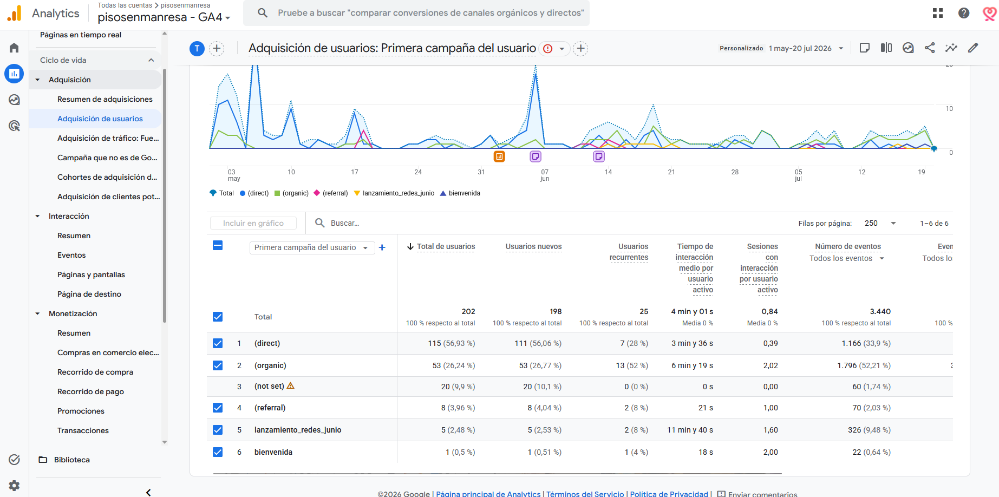 Todas las cuentas > pisosenmanresa
Analytics
pisosenmanresa - GA4
Pruebe a buscar "comparar conversiones de canales orgánicos y directos"
Páginas en tiempo real
Ciclo de vida
Adquisición
Resumen de adquisiciones
Adquisición de usuarios
Adquisición de tráfico: Fue...
Campaña que no es de Go...
Cohortes de adquisición d...
Adquisición de clientes pot...
Interacción
Resumen
Eventos
Páginas y pantallas
Página de destino
Monetización
Resumen
Compras en comercio elec...
Recorrido de compra
Recorrido de pago
Promociones
Transacciones
Biblioteca
T
Adquisición de usuarios: Primera campaña del usuario
Personalizado 1 may-20 jul 2026
20
10
0
03 10 17 24 31 07 14 21 28 05 12 19
may jun jul
Total (direct) (organic) (referral) lanzamiento_redes_junio bienvenida
Incluir en gráfico Buscar... Filas por página: 250 1–6 de 6
Primera campaña del usuario
Total de usuarios
Usuarios nuevos
Usuarios
recurrentes
Tiempo de
interacción
medio por
usuario
activo
Sesiones
con
interacción
por usuario
activo
Número de eventos
Todos los eventos
Even
Todos lo
Total 202 198 25 4 min y 01 s 0,84 3.440
100 % respecto al total 100 % respecto al total 100 % respecto al total Media 0 % Media 0 % 100 % respecto al total 100 %
1 (direct) 115 (56,93 %) 111 (56,06 %) 7 (28 %) 3 min y 36 s 0,39 1.166 (33,9 %)
2 (organic) 53 (26,24 %) 53 (26,77 %) 13 (52 %) 6 min y 19 s 2,02 1.796 (52,21 %)
3 (not set) 20 (9,9 %) 20 (10,1 %) 0 (0 %) 0 s 0,00 60 (1,74 %)
4 (referral) 8 (3,96 %) 8 (4,04 %) 2 (8 %) 21 s 1,00 70 (2,03 %)
5 lanzamiento_redes_junio 5 (2,48 %) 5 (2,53 %) 2 (8 %) 11 min y 40 s 1,60 326 (9,48 %)
6 bienvenida 1 (0,5 %) 1 (0,51 %) 1 (4 %) 18 s 2,00 22 (0,64 %)
©2026 Google | Página principal de Analytics | Términos del Servicio | Política de Privacidad | Enviar comentarios